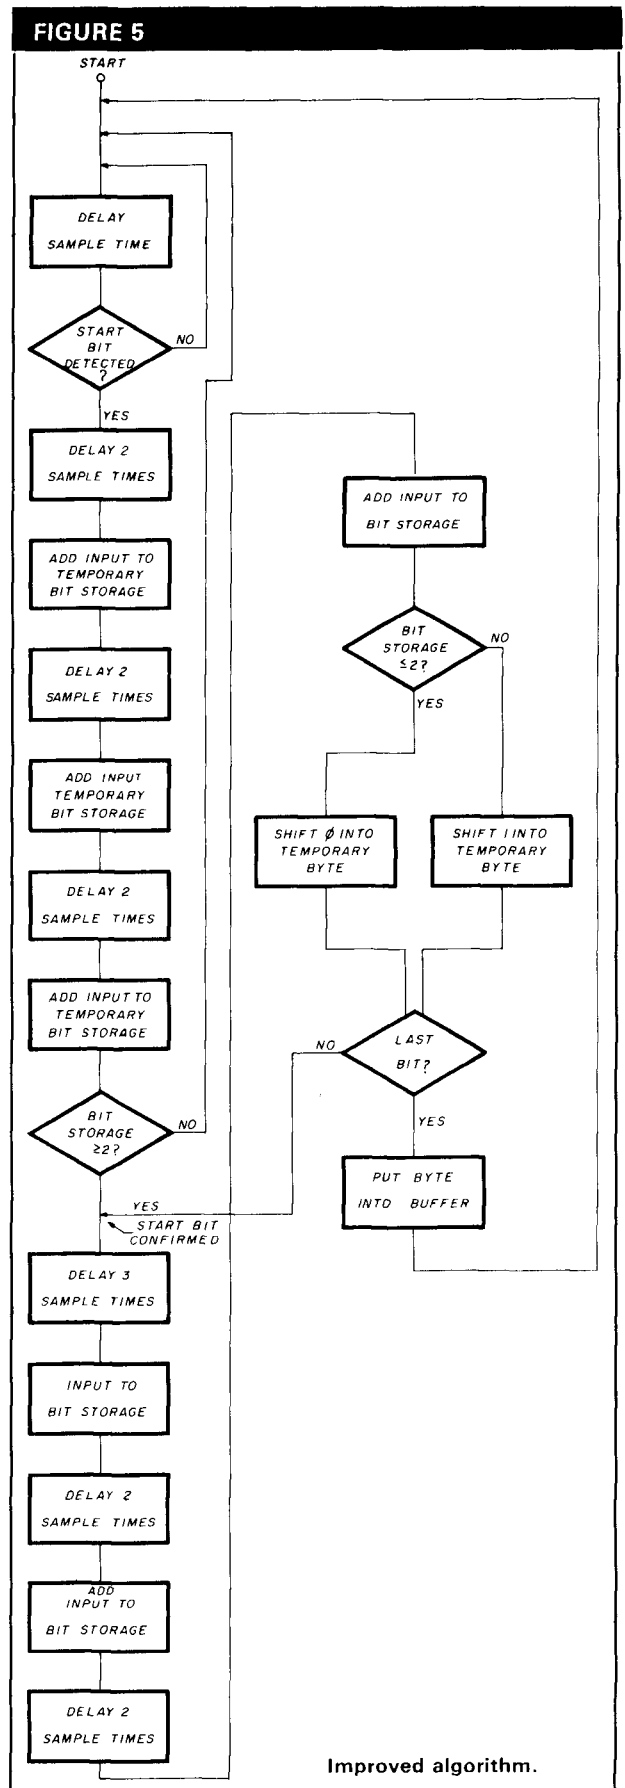 FIGURE 5
START
DELAY
SAMPLE TIME
START
BIT
DETECTED
?
NO
YES
DELAY 2
SAMPLE TIMES
ADD INPUT TO
TEMPORARY
BIT STORAGE
DELAY 2
SAMPLE TIMES
ADD INPUT
TEMPORARY
BIT STORAGE
DELAY 2
SAMPLE TIMES
ADD INPUT TO
TEMPORARY
BIT STORAGE
BIT
STORAGE
≥2?
NO
YES
START BIT
CONFIRMED
DELAY 3
SAMPLE TIMES
INPUT TO
BIT STORAGE
DELAY 2
SAMPLE TIMES
ADD
INPUT TO
BIT STORAGE
DELAY 2
SAMPLE TIMES
ADD INPUT TO
BIT STORAGE
BIT
STORAGE
≤2?
NO
YES
SHIFT Ø INTO
TEMPORARY
BYTE
SHIFT 1 INTO
TEMPORARY
BYTE
LAST
BIT?
NO
YES
PUT BYTE
INTO BUFFER
Improved algorithm.